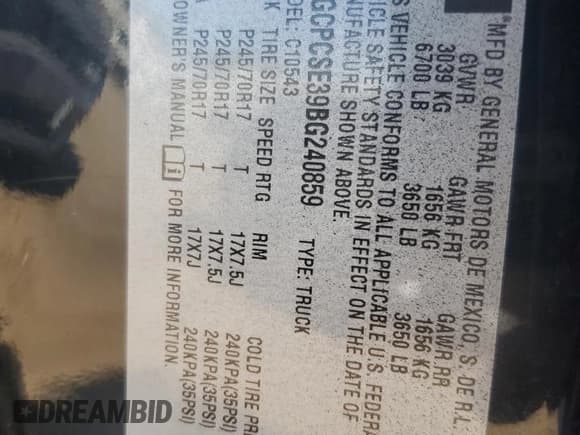 MFD BY GENERAL MOTORS DE MEXICO, S. DE R.L.
GVWR GAWR FRT GAWR RR
3039 KG 1656 KG 1656 KG
6700 LB 3650 LB 3650 LB
S VEHICLE CONFORMS TO ALL APPLICABLE U.S. FEDERA
ICLE SAFETY STANDARDS IN EFFECT ON THE DATE OF
NUFACTURE SHOWN ABOVE.
GCPCSE39BG240859 TYPE: TRUCK
DEL: C10543
TIRE SIZE SPEED RTG RIM COLD TIRE PR
P245/70R17 T 17X7.5J 240KPA(35PSI)
P245/70R17 T 17X7.5J 240KPA(35PSI)
P245/70R17 T 17X7J 240KPA(35PSI)
OWNER'S MANUAL FOR MORE INFORMATION.
DREAMBID